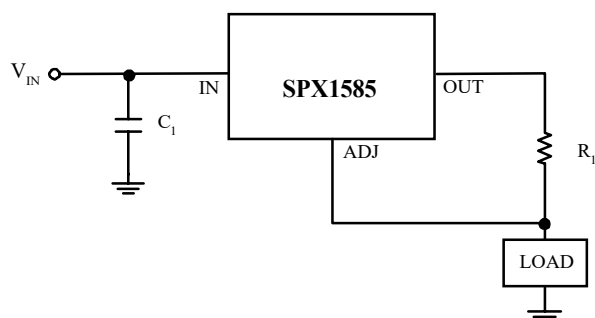 V_IN
IN
SPX1585
OUT
C_1
ADJ
R_1
LOAD